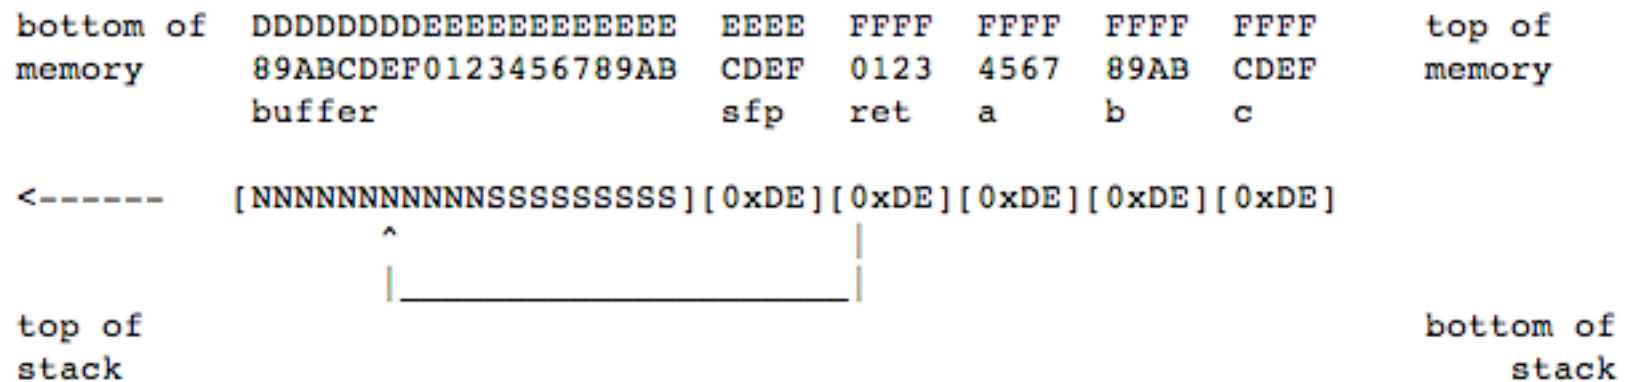 bottom of  DDDDDDDDEEEEEEEEEEEE  EEEE  FFFF  FFFF  FFFF  FFFF     top of
memory     89ABCDEF0123456789AB  CDEF  0123  4567  89AB  CDEF     memory
           buffer                sfp   ret   a     b     c

<------   [NNNNNNNNNNNSSSSSSSSS][0xDE][0xDE][0xDE][0xDE][0xDE]
                 ^                     |
                 |_____________________|
top of                                                            bottom of
stack                                                                 stack